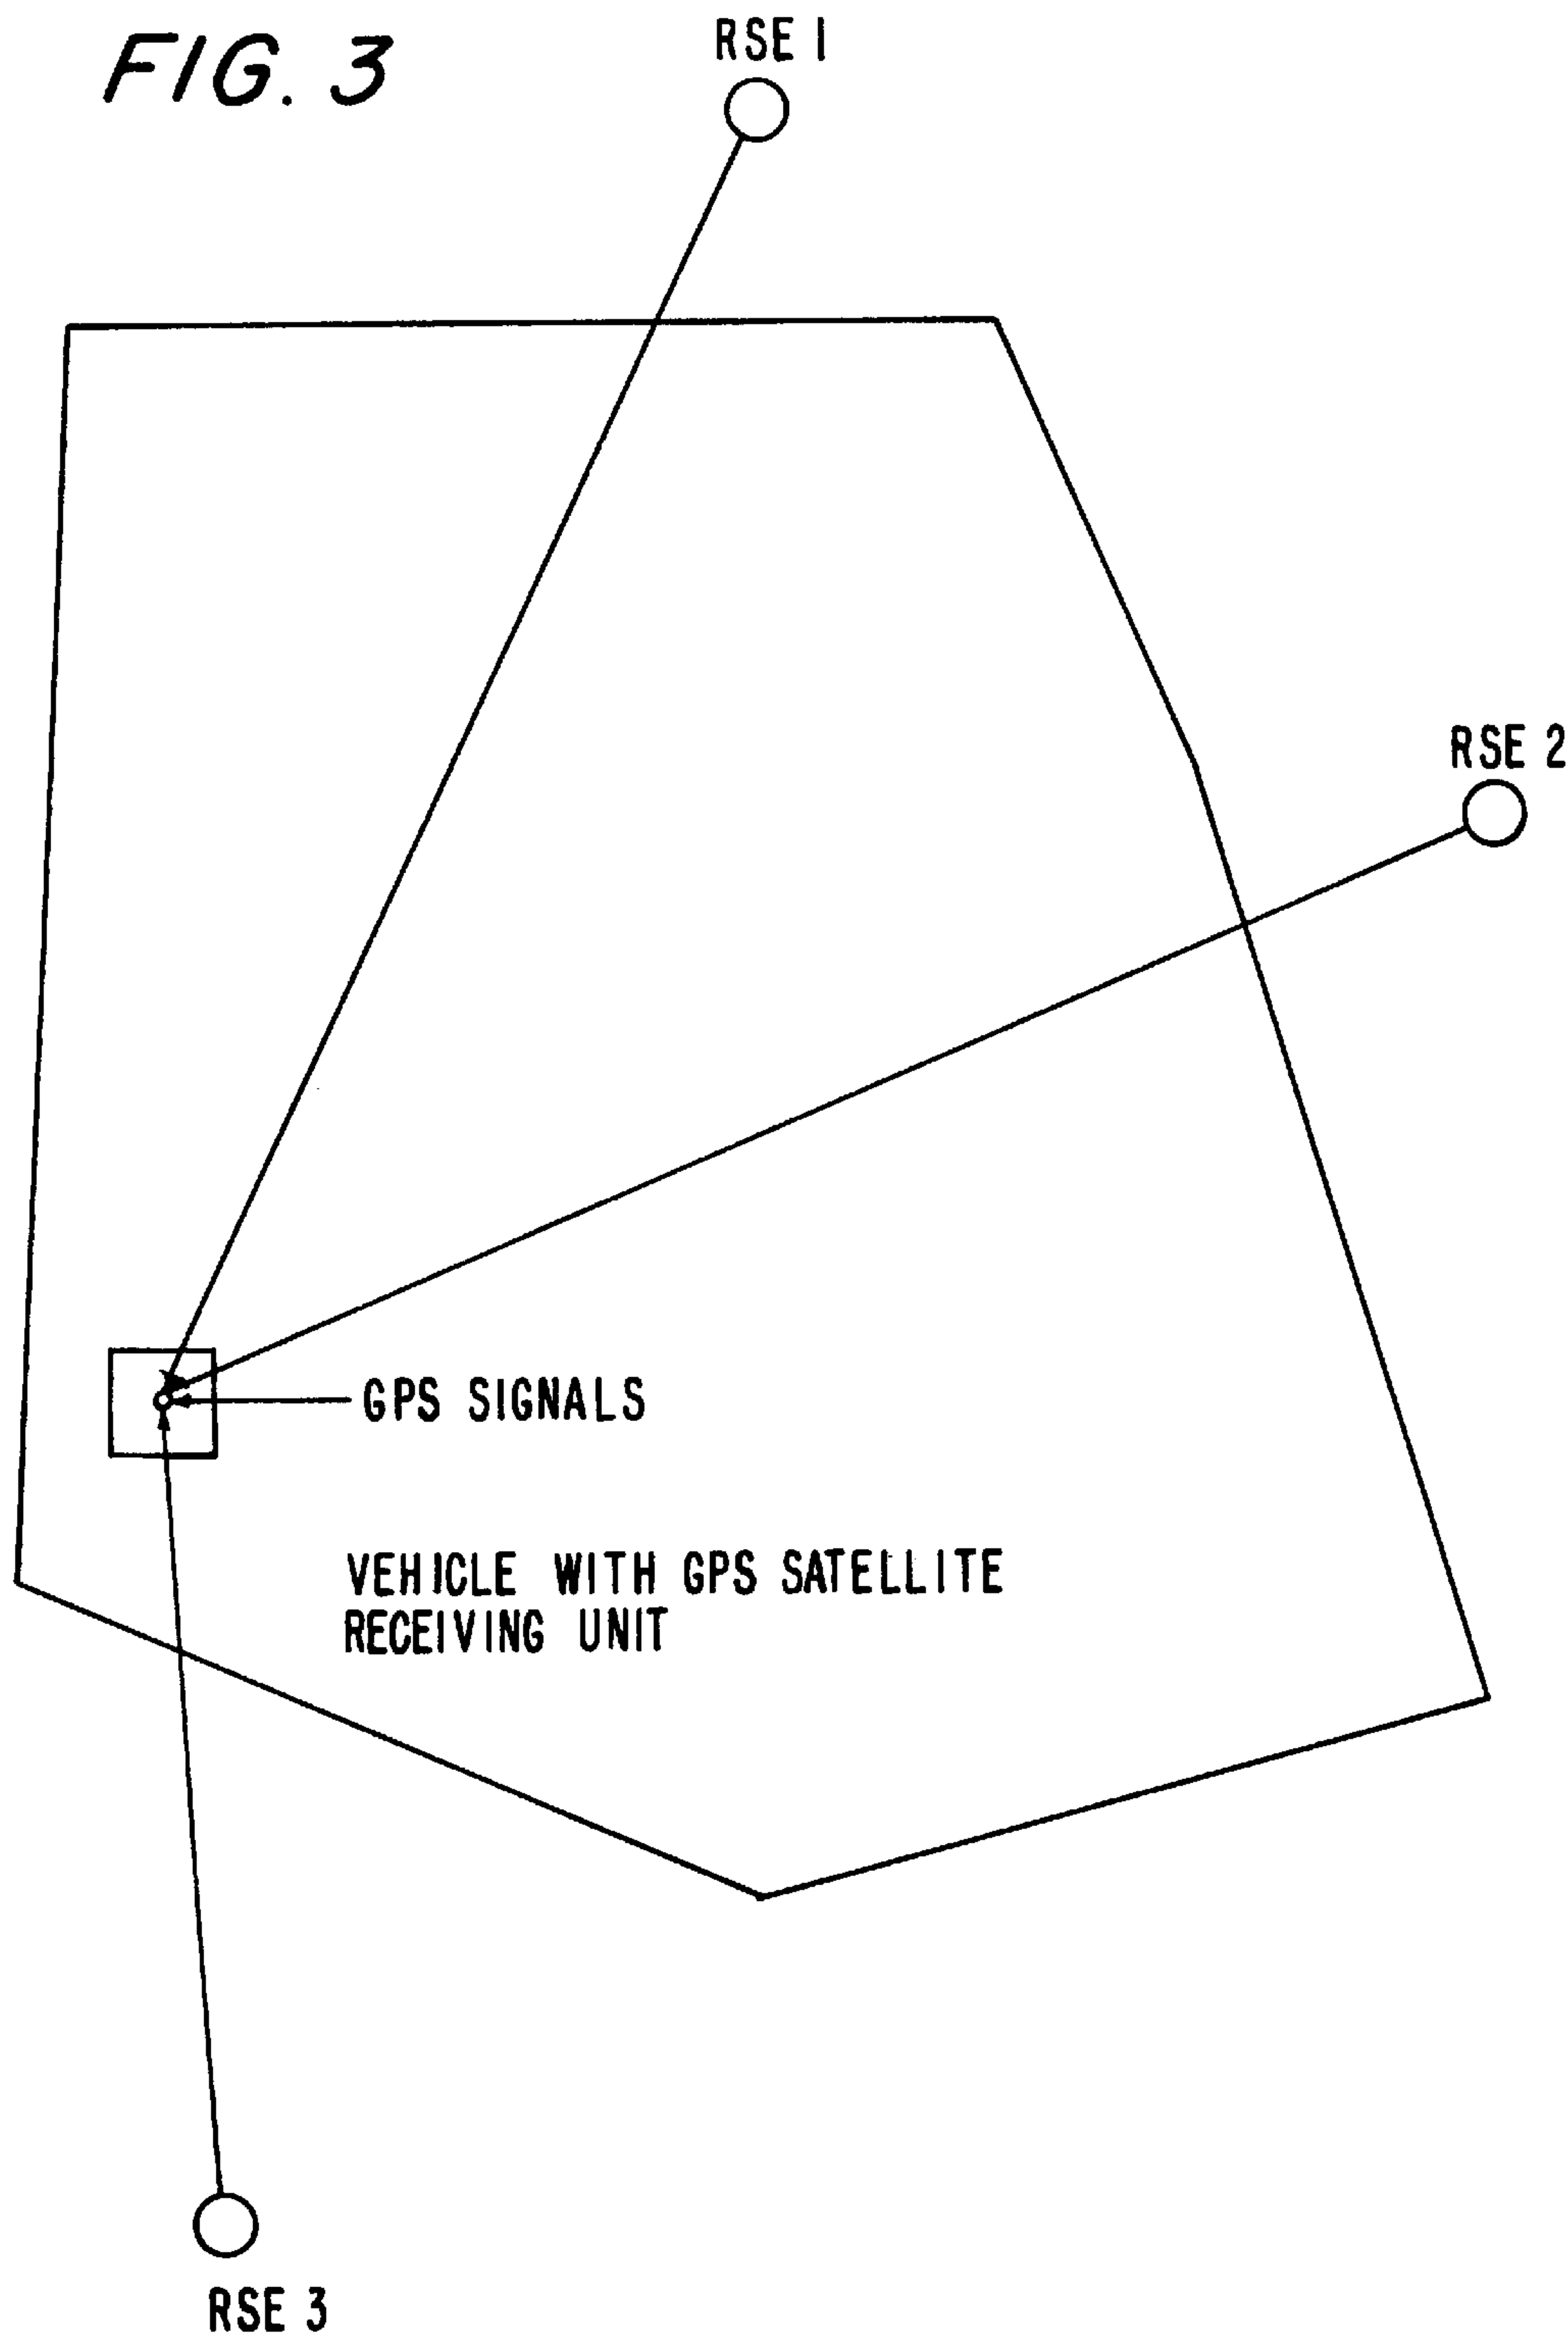 FIG. 3
RSE 1
RSE 2
GPS SIGNALS
VEHICLE WITH GPS SATELLITE
RECEIVING UNIT
RSE 3